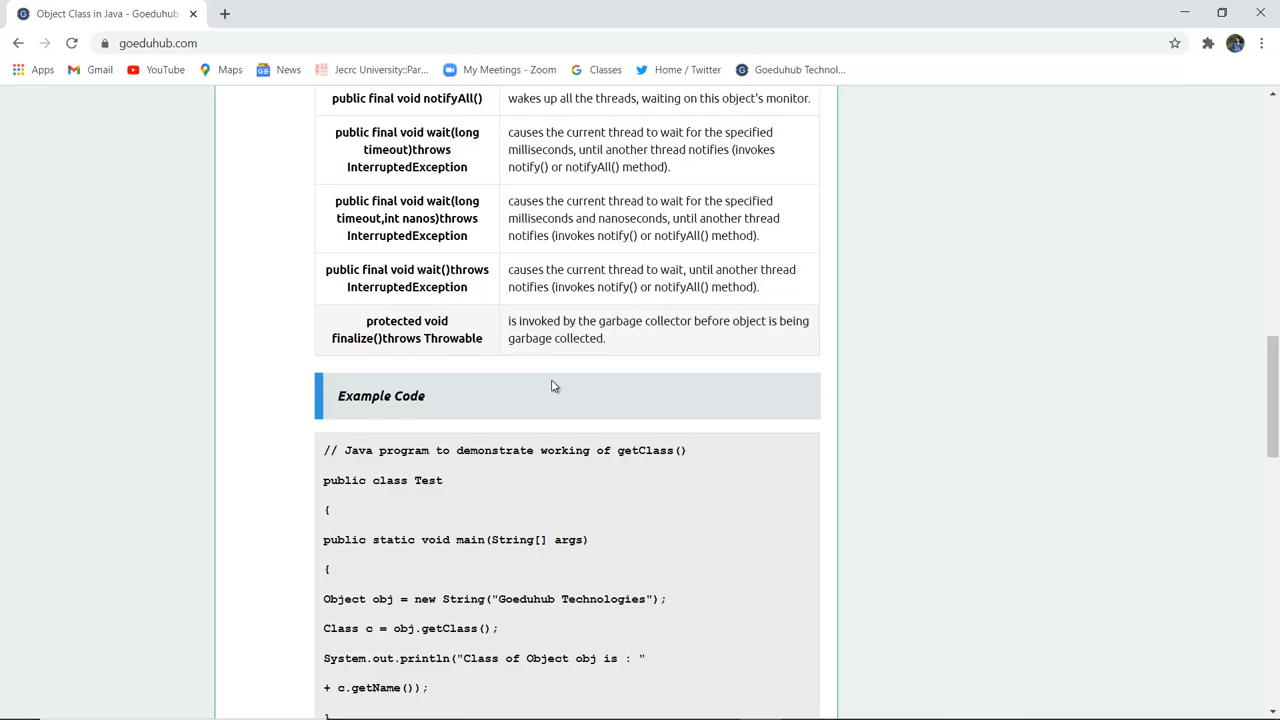 Object Class in Java - Goeduhub
goeduhub.com
Apps
Gmail
YouTube
Maps
News
Jecrc University::Par...
My Meetings - Zoom
Classes
Home / Twitter
Goeduhub Technol...
public final void notifyAll()
wakes up all the threads, waiting on this object's monitor.
public final void wait(long
timeout)throws
InterruptedException
causes the current thread to wait for the specified
milliseconds, until another thread notifies (invokes
notify() or notifyAll() method).
public final void wait(long
timeout,int nanos)throws
InterruptedException
causes the current thread to wait for the specified
milliseconds and nanoseconds, until another thread
notifies (invokes notify() or notifyAll() method).
public final void wait()throws
InterruptedException
causes the current thread to wait, until another thread
notifies (invokes notify() or notifyAll() method).
protected void
finalize()throws Throwable
is invoked by the garbage collector before object is being
garbage collected.
Example Code
// Java program to demonstrate working of getClass()
public class Test
{
public static void main(String[] args)
{
Object obj = new String("Goeduhub Technologies");
Class c = obj.getClass();
System.out.println("Class of Object obj is : "
+ c.getName());
}